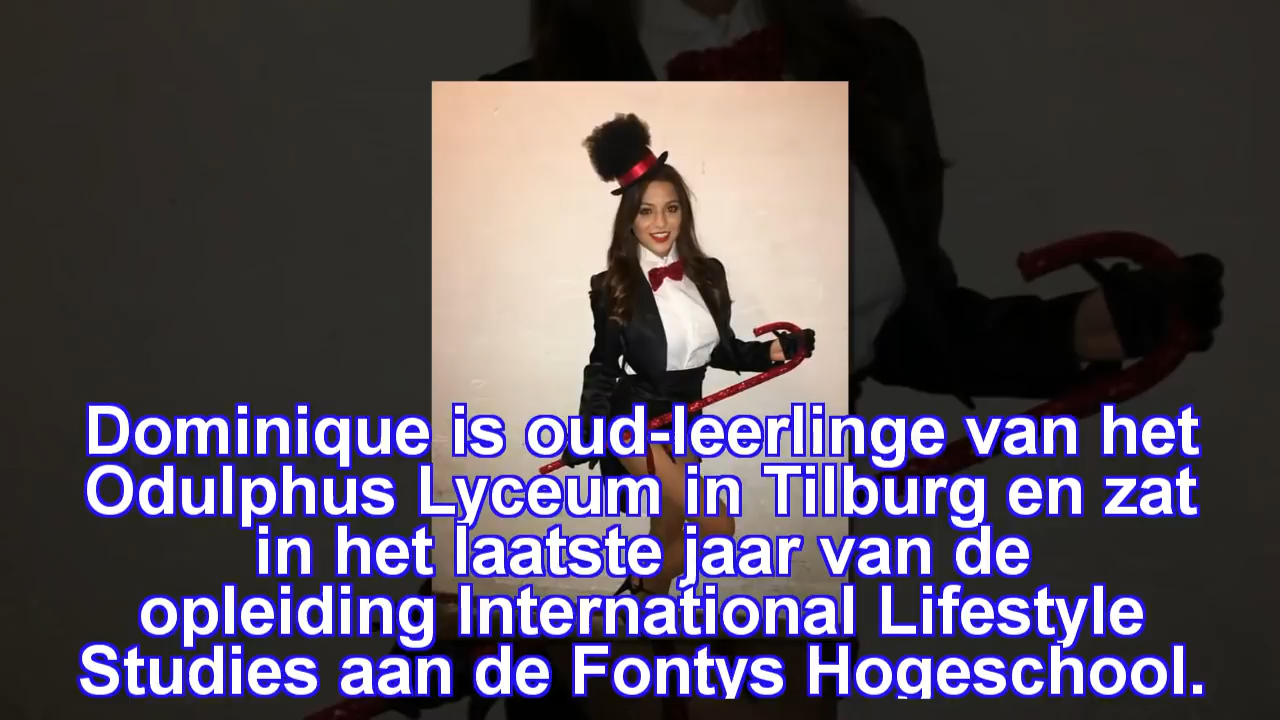 Dominique is oud-leerlinge van het
Odulphus Lyceum in Tilburg en zat
in het laatste jaar van de
opleiding International Lifestyle
Studies aan de Fontys Hogeschool.